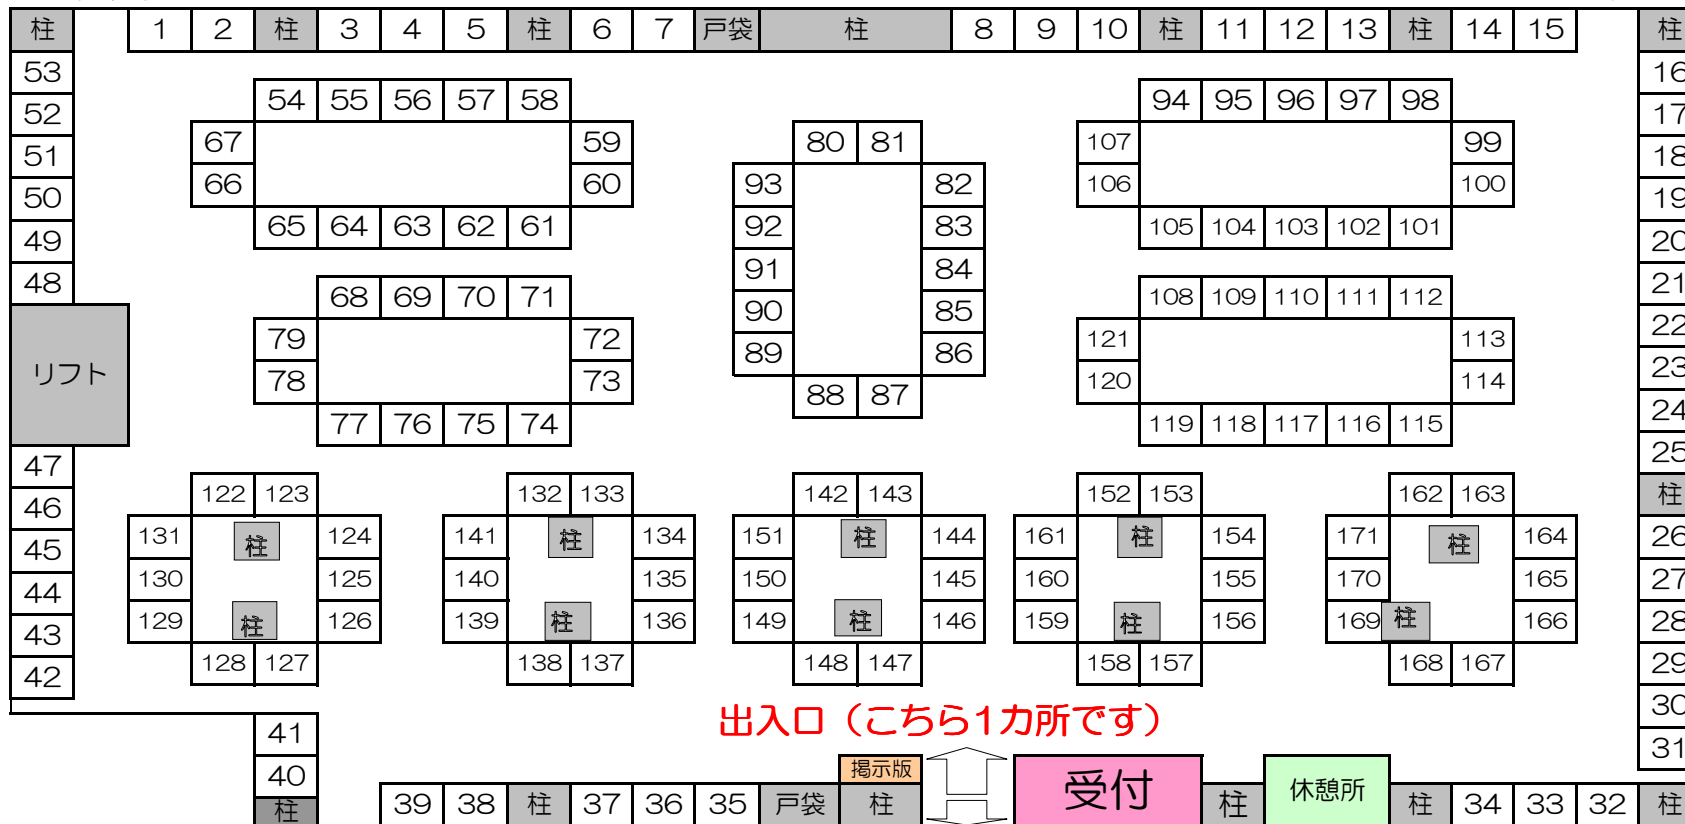 柱 1 2 柱 3 4 5 柱 6 7 戸袋 柱 8 9 10 柱 11 12 13 柱 14 15 柱
53 16
54 55 56 57 58 94 95 96 97 98
52 17
67 59 80 81 107 99
51 18
66 60 93 82 106 100
50 19
65 64 63 62 61 92 83 105 104 103 102 101
49 20
91 84
48 68 69 70 71 108 109 110 111 112 21
90 85
79 72 121 113 22
89 86
リフト 78 73 120 114 23
88 87
77 76 75 74 119 118 117 116 115 24
47 25
122 123 132 133 142 143 152 153 162 163 柱
46
131 柱 124 141 柱 134 151 柱 144 161 柱 154 171 柱 164 26
45
130 125 140 135 150 145 160 155 170 165 27
44
129 柱 126 139 柱 136 149 柱 146 159 柱 156 169 柱 166 28
43
128 127 138 137 148 147 158 157 168 167 29
42
30
出入口（こちら1カ所です）
41 31
40 掲示版
柱 39 38 柱 37 36 35 戸袋 柱 受付 柱 休憩所 柱 34 33 32 柱